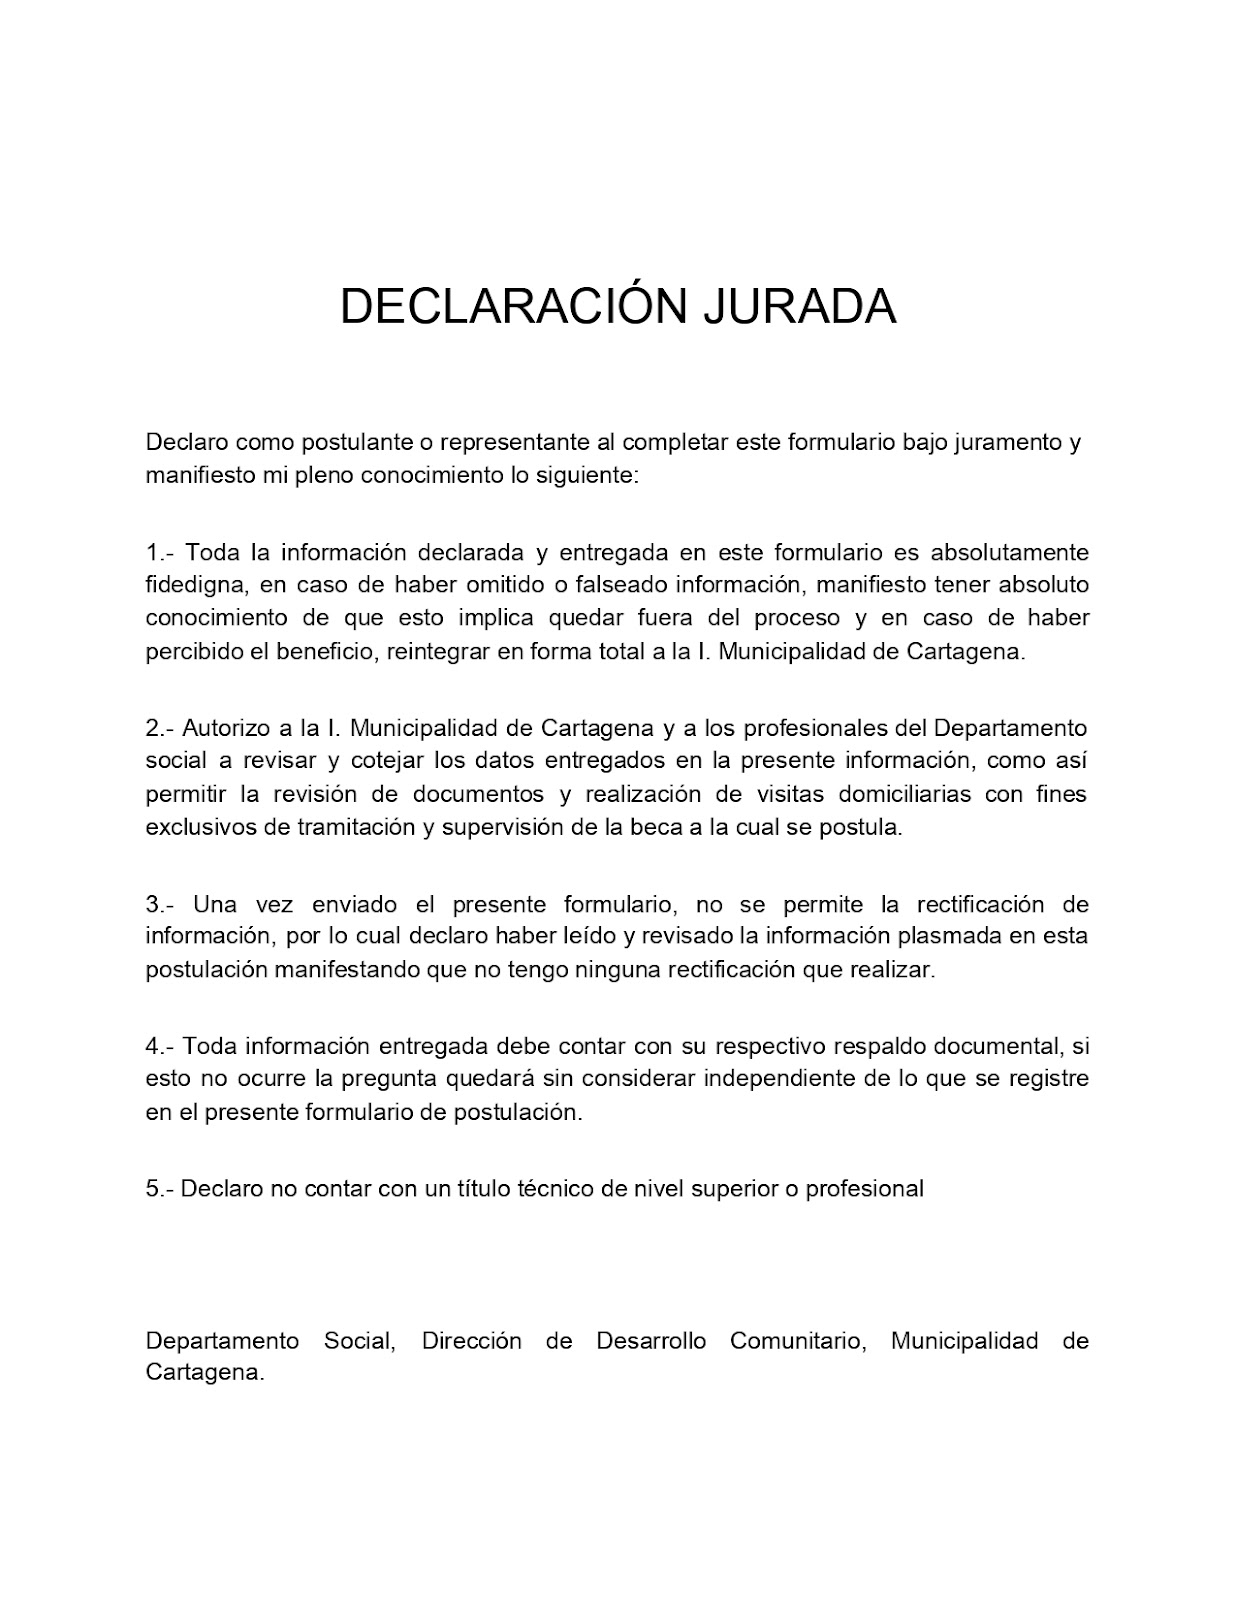 DECLARACIÓN JURADA
Declaro como postulante o representante al completar este formulario bajo juramento y
manifiesto mi pleno conocimiento lo siguiente:
1.- Toda la información declarada y entregada en este formulario es absolutamente
fidedigna, en caso de haber omitido o falseado información, manifiesto tener absoluto
conocimiento de que esto implica quedar fuera del proceso y en caso de haber
percibido el beneficio, reintegrar en forma total a la I. Municipalidad de Cartagena.
2.- Autorizo a la I. Municipalidad de Cartagena y a los profesionales del Departamento
social a revisar y cotejar los datos entregados en la presente información, como así
permitir la revisión de documentos y realización de visitas domiciliarias con fines
exclusivos de tramitación y supervisión de la beca a la cual se postula.
3.- Una vez enviado el presente formulario, no se permite la rectificación de
información, por lo cual declaro haber leído y revisado la información plasmada en esta
postulación manifestando que no tengo ninguna rectificación que realizar.
4.- Toda información entregada debe contar con su respectivo respaldo documental, si
esto no ocurre la pregunta quedará sin considerar independiente de lo que se registre
en el presente formulario de postulación.
5.- Declaro no contar con un título técnico de nivel superior o profesional
Departamento Social, Dirección de Desarrollo Comunitario, Municipalidad de
Cartagena.